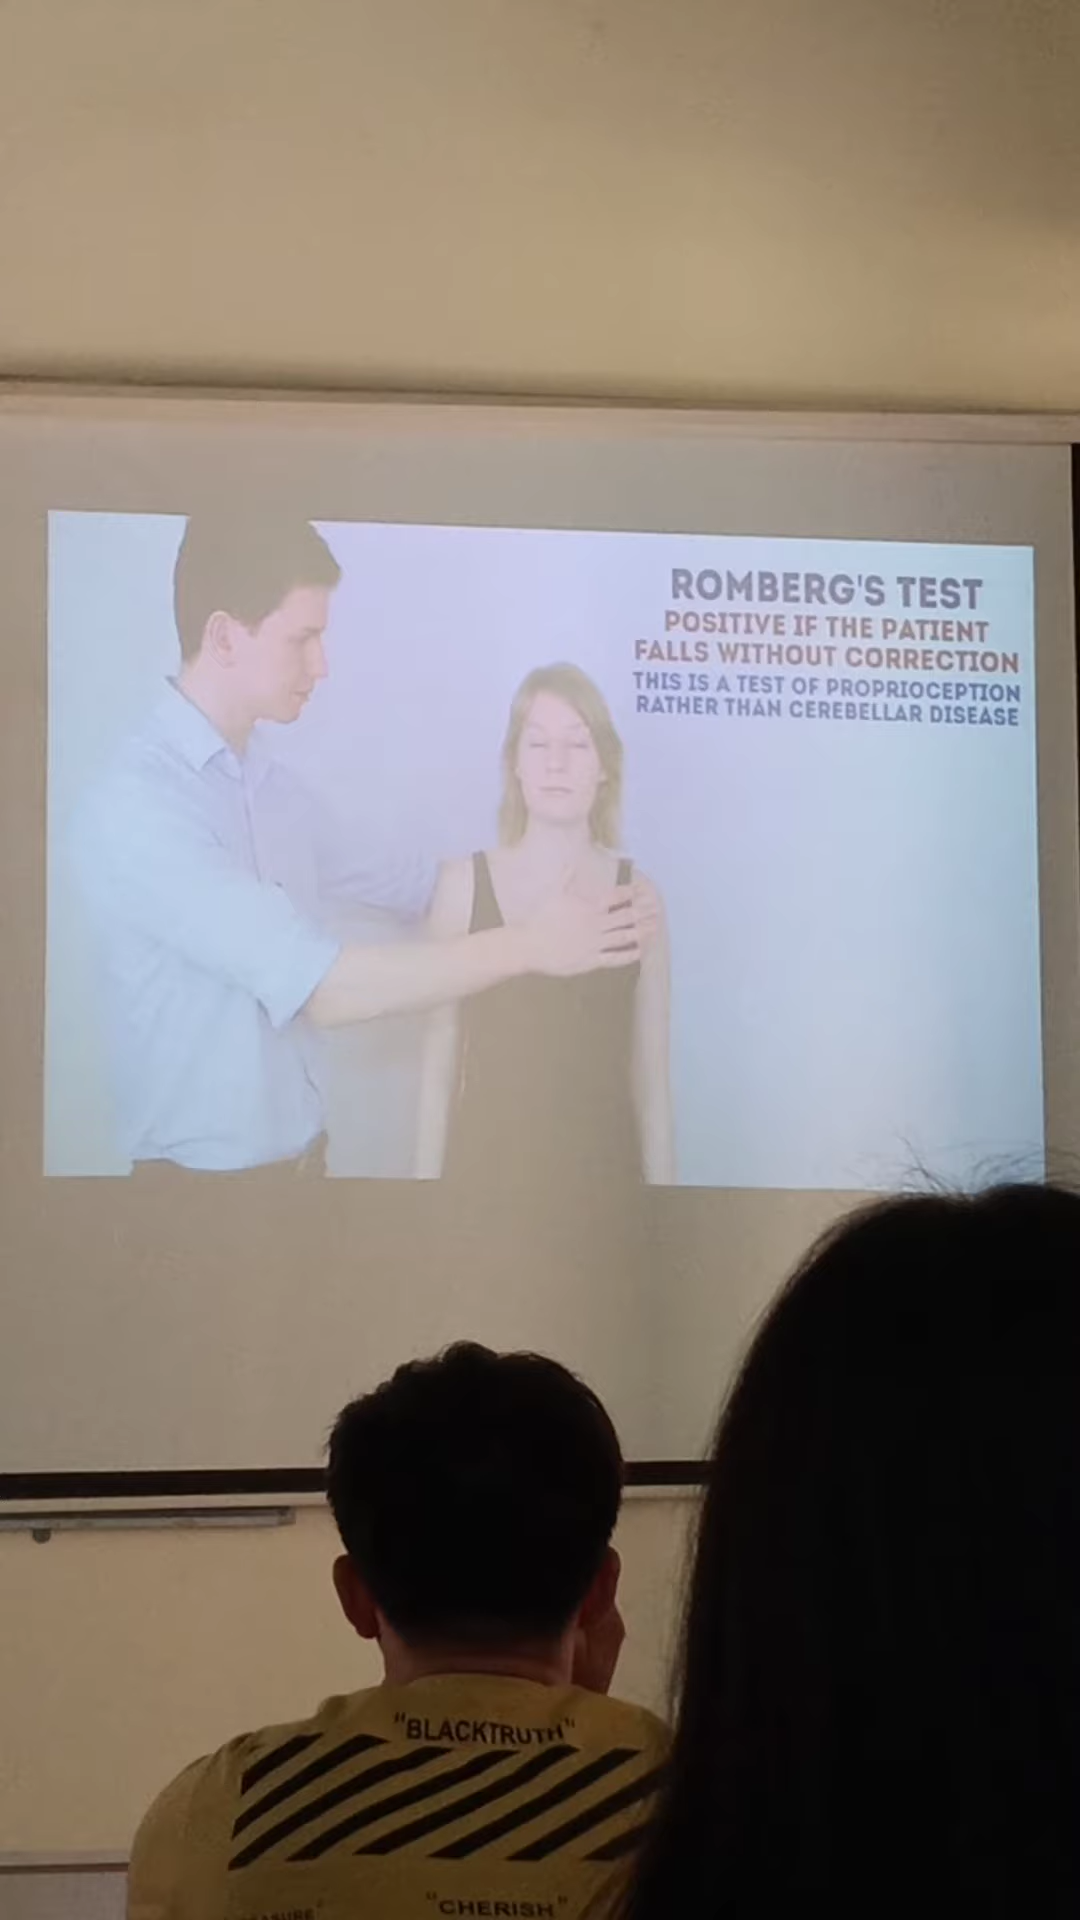 ROMBERG'S TEST
POSITIVE IF THE PATIENT
FALLS WITHOUT CORRECTION
THIS IS A TEST OF PROPRIOCEPTION
RATHER THAN CEREBELLAR DISEASE
"BLACKTRUTH"
"CHERISH"